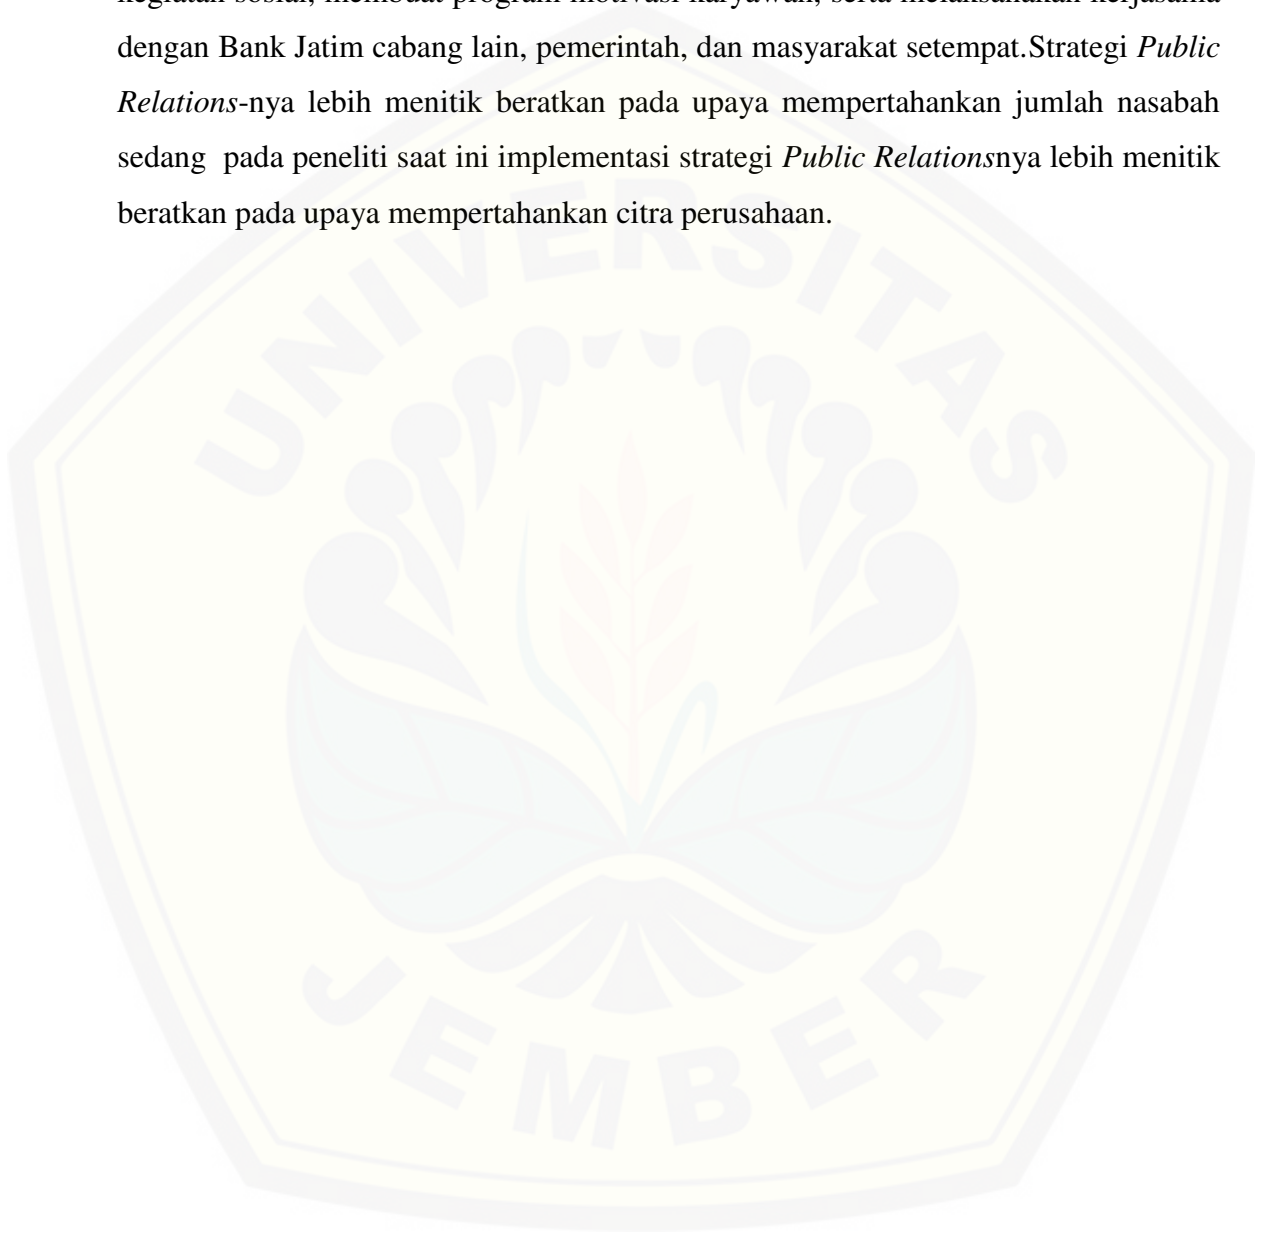 kegiatan sosial, membuat program motivasi karyawan, serta melaksanakan kerjasama
dengan Bank Jatim cabang lain, pemerintah, dan masyarakat setempat.Strategi Public
Relations-nya lebih menitik beratkan pada upaya mempertahankan jumlah nasabah
sedang  pada peneliti saat ini implementasi strategi Public Relationsnya lebih menitik
beratkan pada upaya mempertahankan citra perusahaan.
UNIVERSITAS
JEMBER